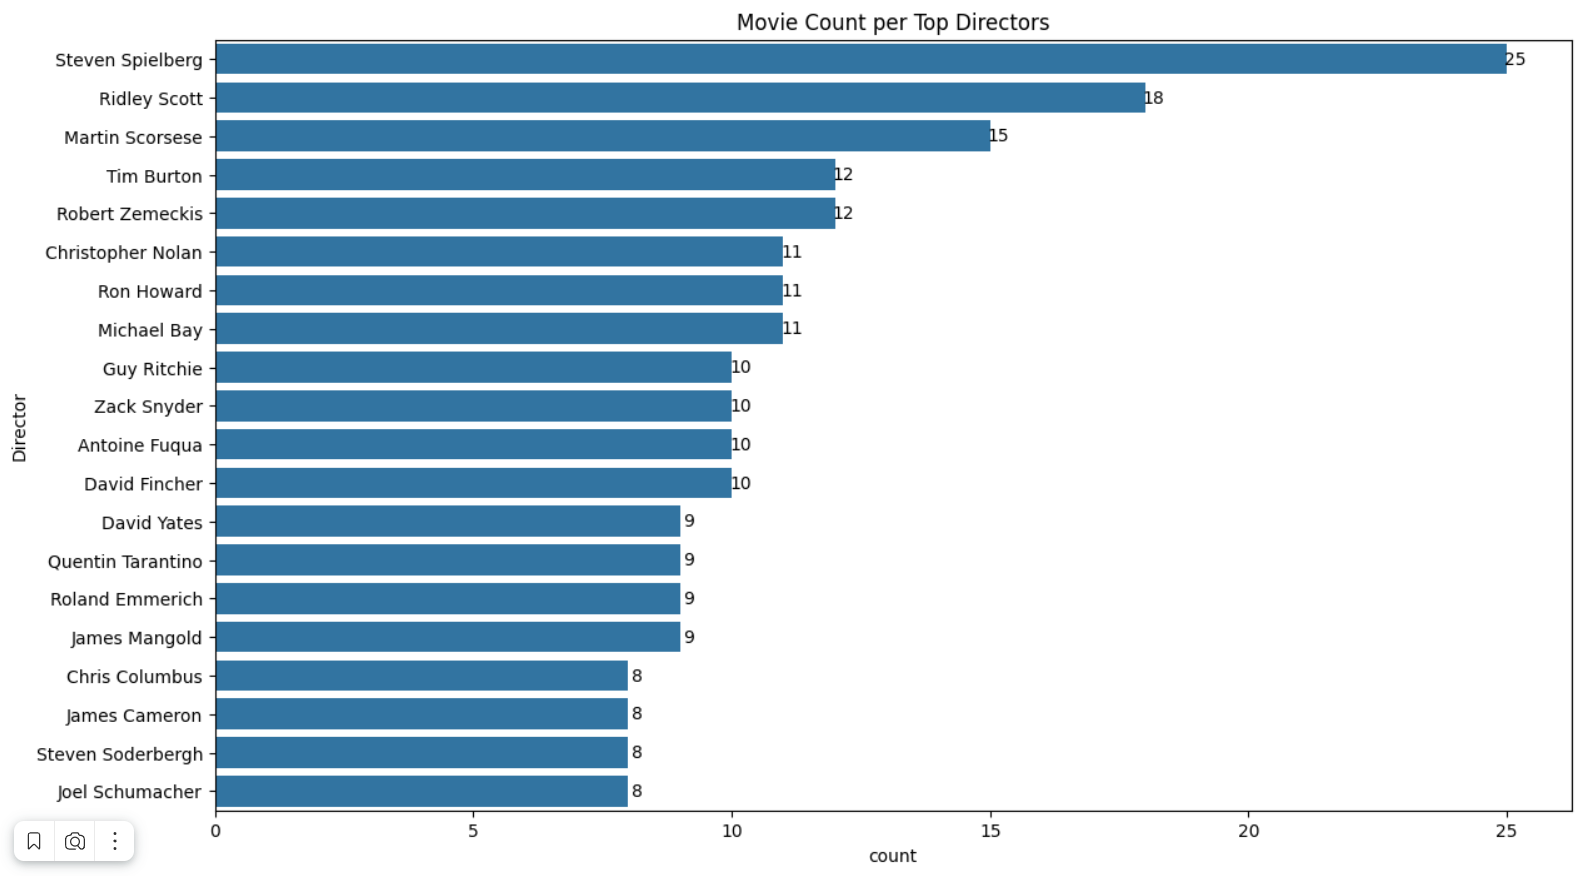 Movie Count per Top Directors
Steven Spielberg 25
Ridley Scott 18
Martin Scorsese 15
Tim Burton 12
Robert Zemeckis 12
Christopher Nolan 11
Ron Howard 11
Michael Bay 11
Guy Ritchie 10
Zack Snyder 10
Antoine Fuqua 10
David Fincher 10
David Yates 9
Quentin Tarantino 9
Roland Emmerich 9
James Mangold 9
Chris Columbus 8
James Cameron 8
Steven Soderbergh 8
Joel Schumacher 8
Director
0 5 10 15 20 25
count